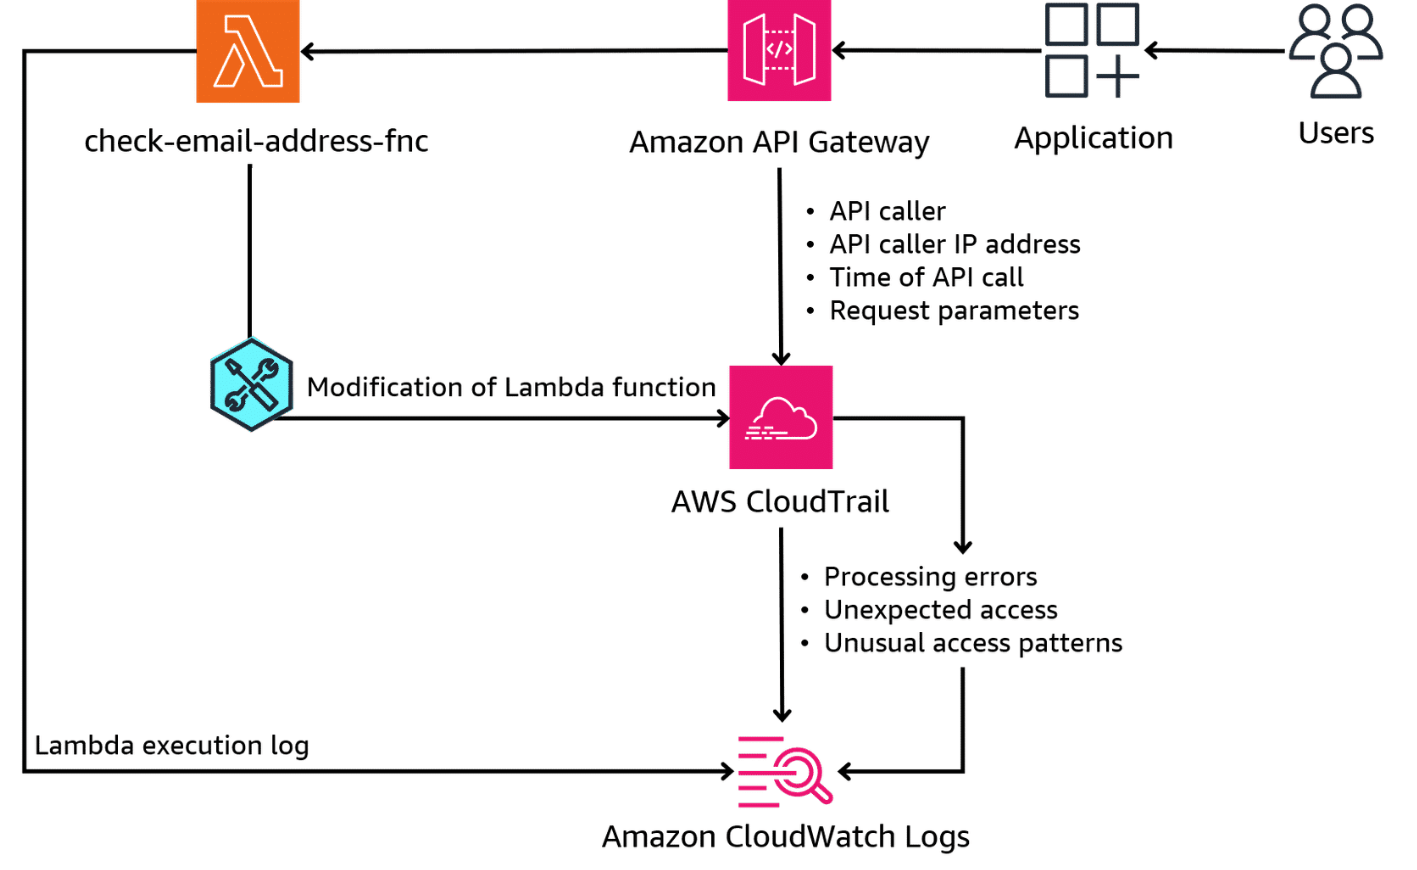 check-email-address-fnc
Amazon API Gateway
Application
Users
• API caller
• API caller IP address
• Time of API call
• Request parameters
Modification of Lambda function
AWS CloudTrail
• Processing errors
• Unexpected access
• Unusual access patterns
Lambda execution log
Amazon CloudWatch Logs